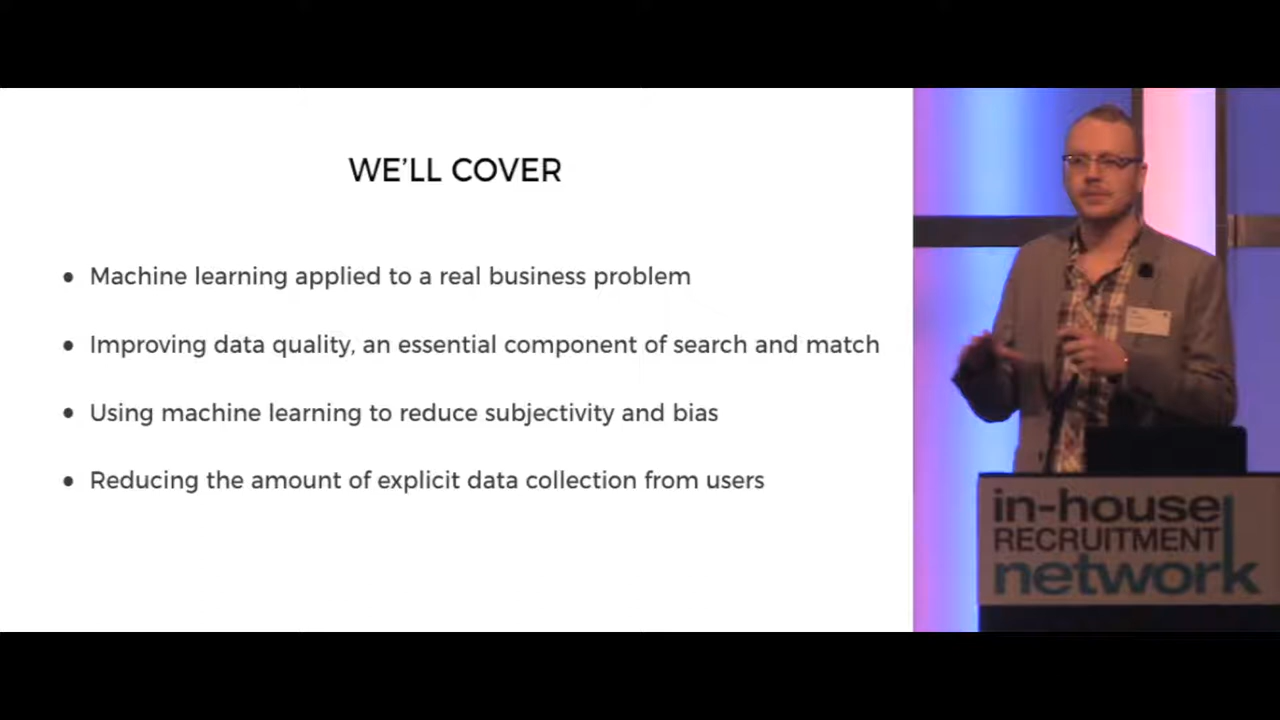 WE'LL COVER
● Machine learning applied to a real business problem
● Improving data quality, an essential component of search and match
● Using machine learning to reduce subjectivity and bias
● Reducing the amount of explicit data collection from users
in-house
RECRUITMENT
network